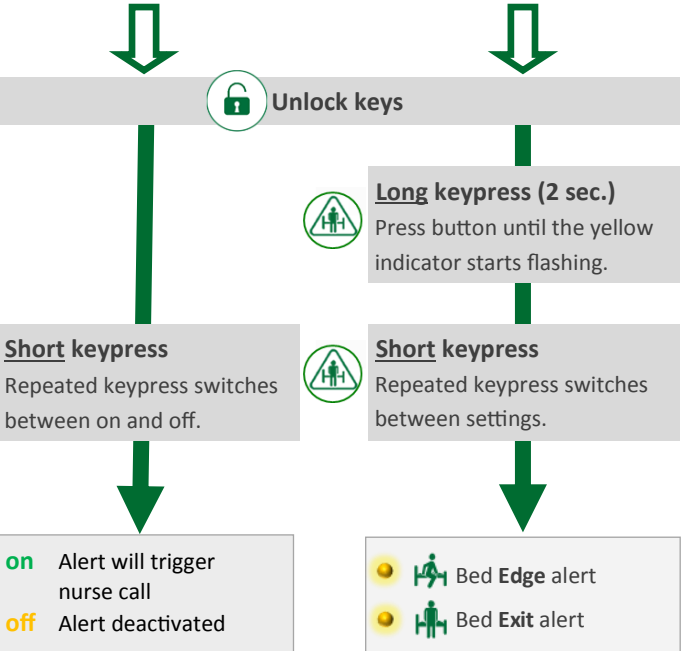 Unlock keys
Long keypress (2 sec.)
Press button until the yellow
indicator starts flashing.
Short keypress
Repeated keypress switches
between on and off.
Short keypress
Repeated keypress switches
between settings.
on Alert will trigger
nurse call
off Alert deactivated
Bed Edge alert
Bed Exit alert